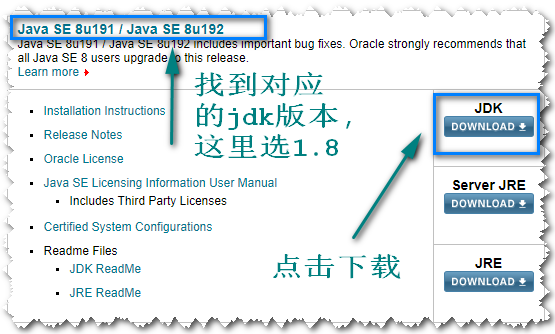 Java SE 8u191 / Java SE 8u192
Java SE 8u191 / Java SE 8u192 includes important bug fixes. Oracle strongly recommends that
all Java SE 8 users upgrade to this release.
Learn more
找到对应
的jdk版本,
这里选1.8
Installation Instructions
Release Notes
Oracle License
Java SE Licensing Information User Manual
Includes Third Party Licenses
Certified System Configurations
Readme Files
JDK ReadMe
JRE ReadMe
JDK
DOWNLOAD
Server JRE
DOWNLOAD
JRE
DOWNLOAD
点击下载